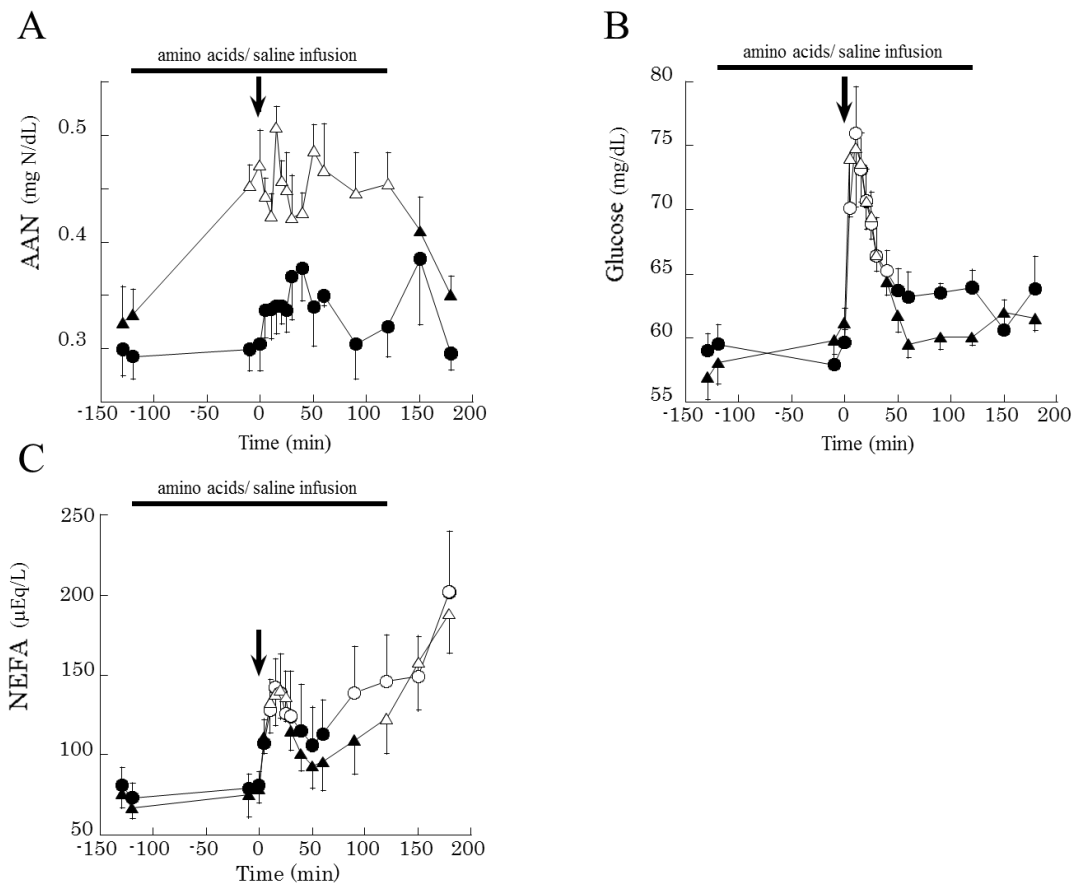 A
amino acids/ saline infusion
AAN (mg N/dL)
0.5
0.4
0.3
-150 -100 -50 0 50 100 150 200
Time (min)
B
amino acids/ saline infusion
Glucose (mg/dL)
80
75
70
65
60
55
-150 -100 -50 0 50 100 150 200
Time (min)
C
amino acids/ saline infusion
NEFA (μEq/L)
250
200
150
100
50
-150 -100 -50 0 50 100 150 200
Time (min)